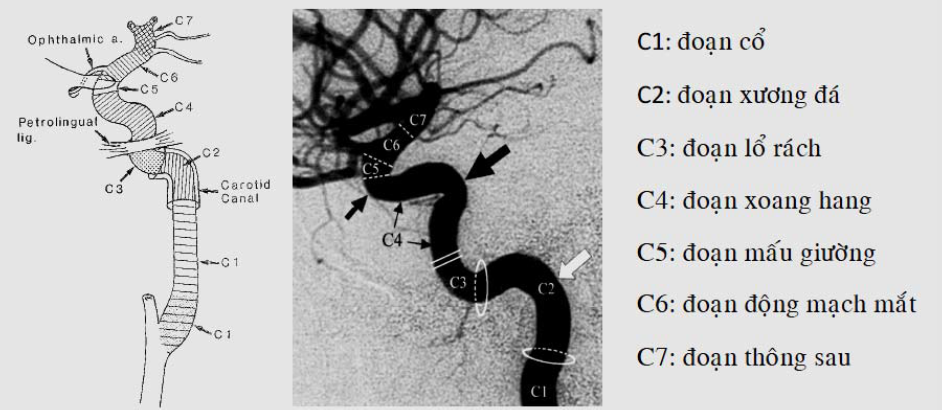 C7
Ophthalmic a.
C6
C5
C4
Petrolingual
lig.
C2
C3
Carotid
Canal
C1
C1
C7
C6
C5
C4
C3
C2
C1
C1: đoạn cổ
C2: đoạn xương đá
C3: đoạn lổ rách
C4: đoạn xoang hang
C5: đoạn mấu giường
C6: đoạn động mạch mắt
C7: đoạn thông sau